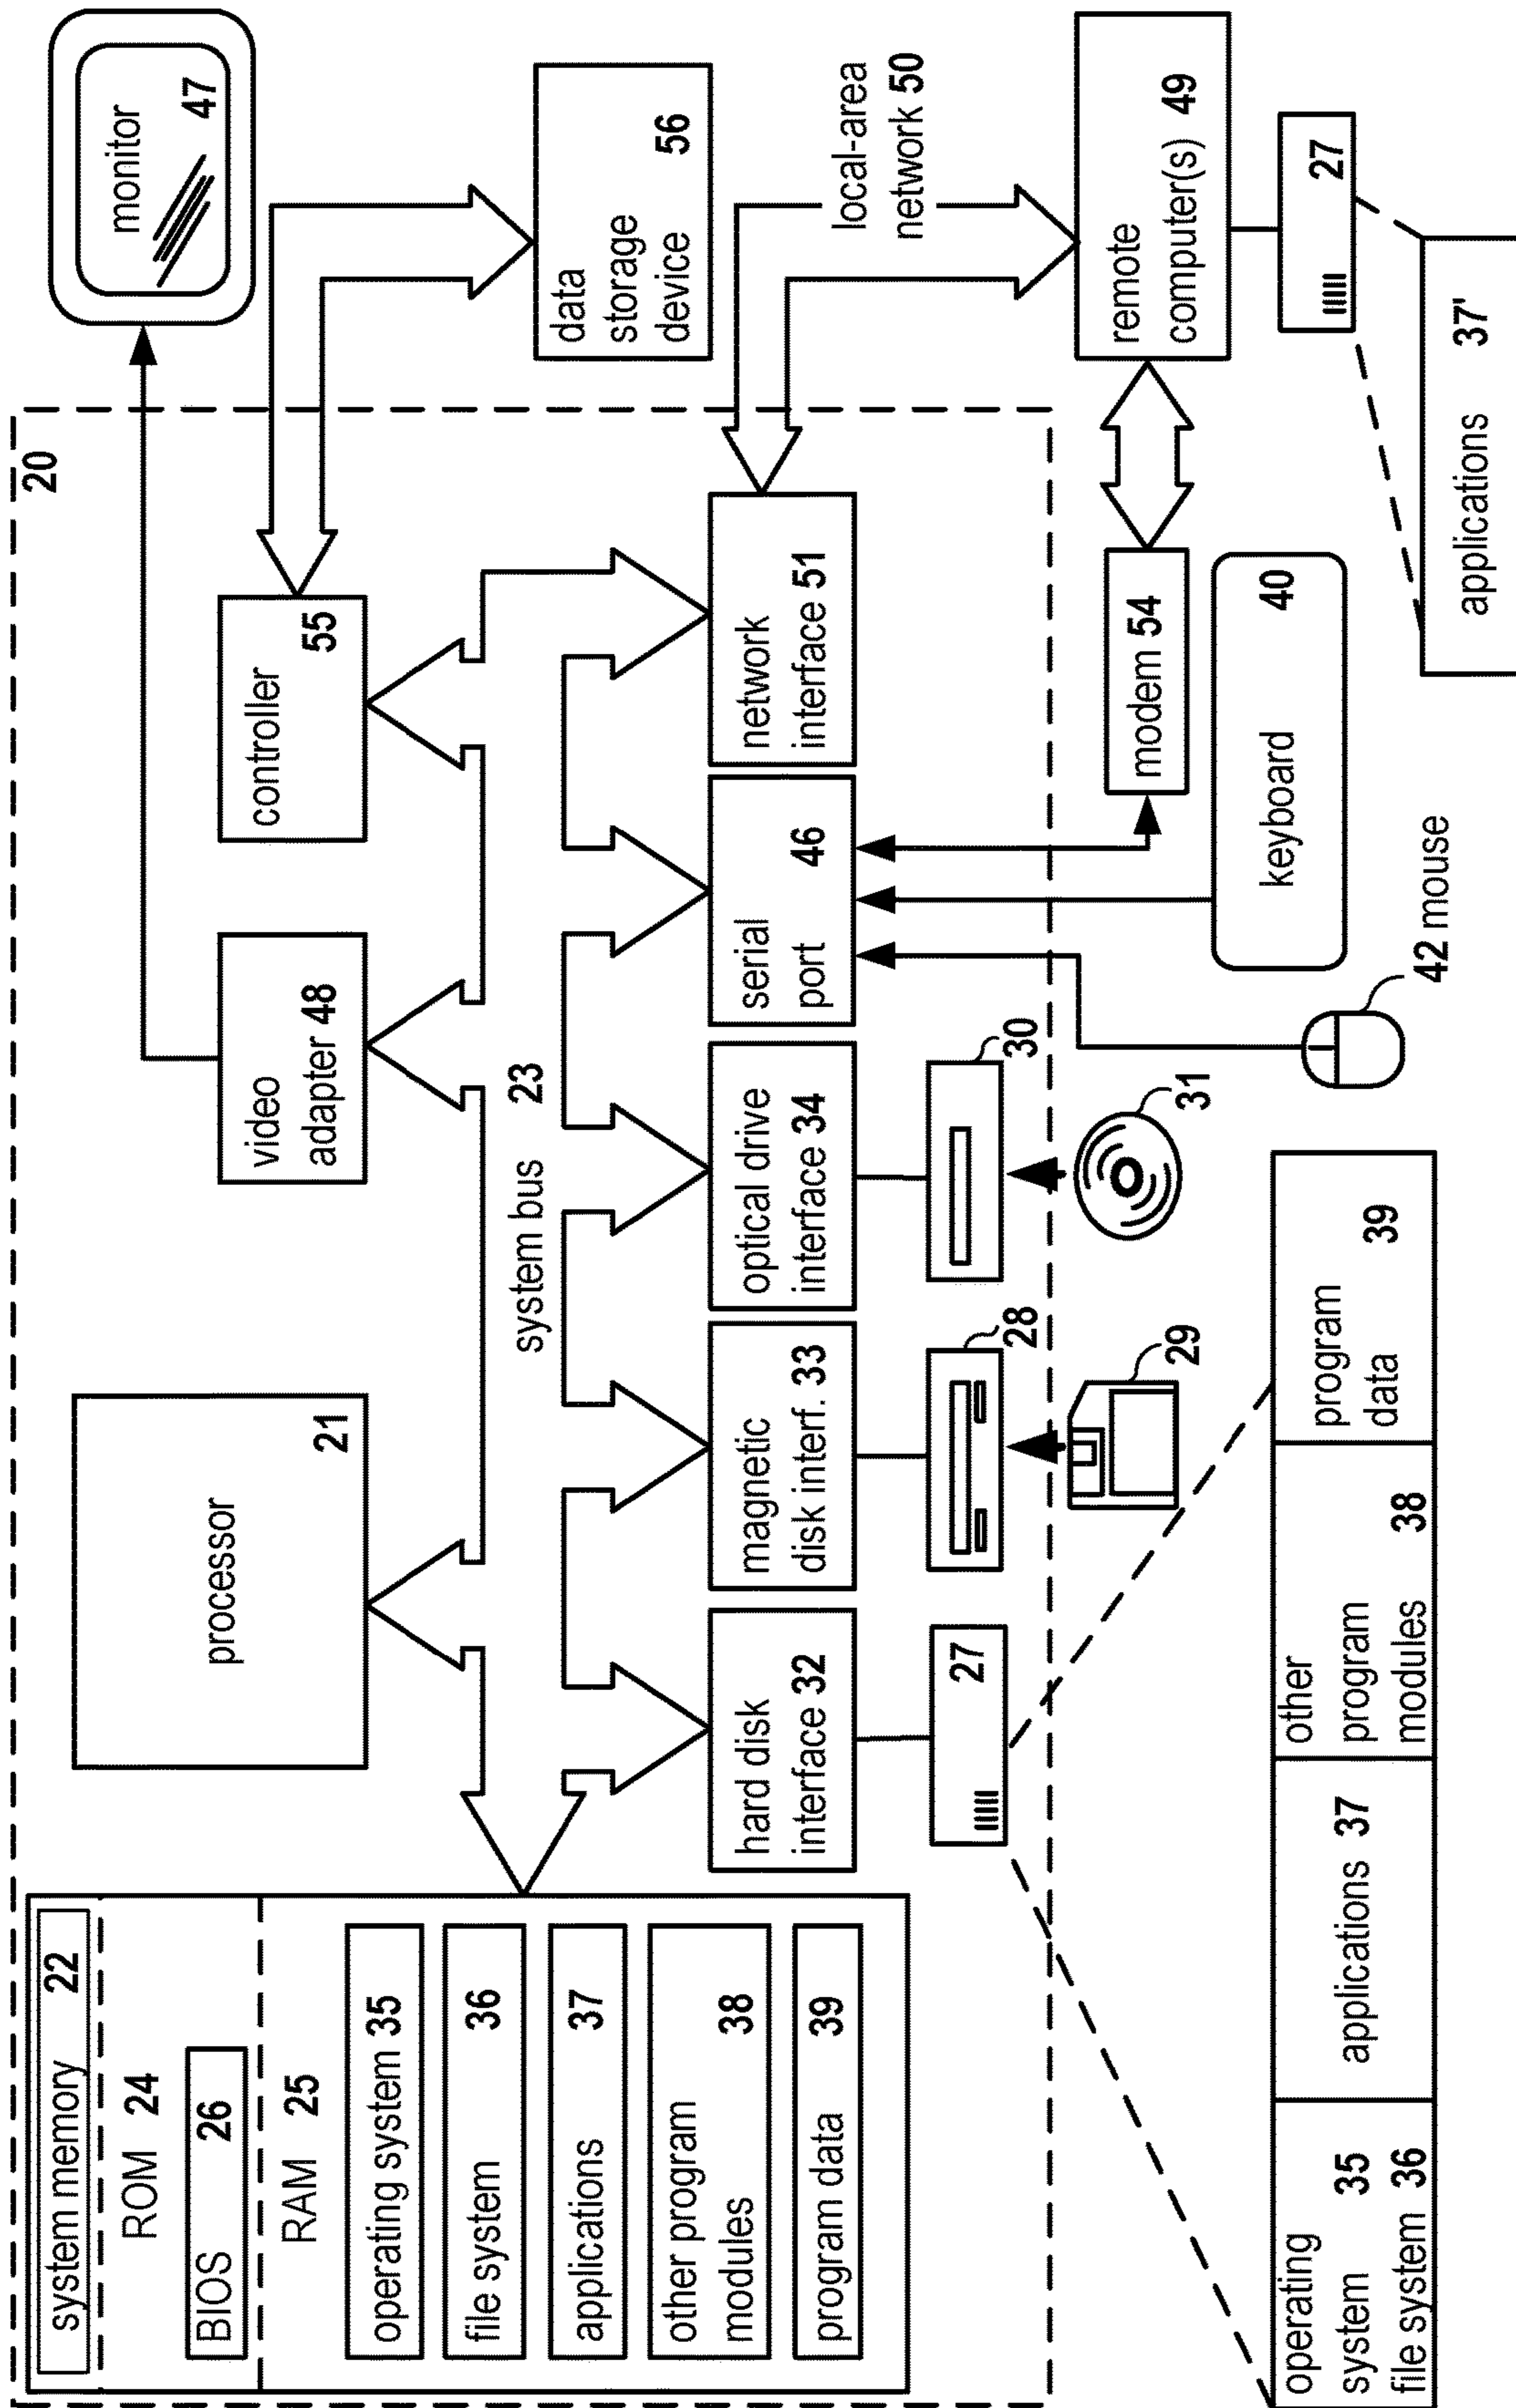 20
system memory 22
ROM 24
BIOS 26
RAM 25
operating system 35
file system 36
applications 37
other program
modules 38
program data 39
processor
21
video
adapter 48
controller
55
monitor
47
system bus 23
data
storage
device 56
hard disk
interface 32
magnetic
disk interf. 33
optical drive
interface 34
serial
port 46
network
interface 51
local-area
network 50
27
28
30
29
31
modem 54
remote
computer(s) 49
27
keyboard 40
42 mouse
applications 37'
operating
system 35
file system 36
applications 37
other
program
modules 38
program
data 39